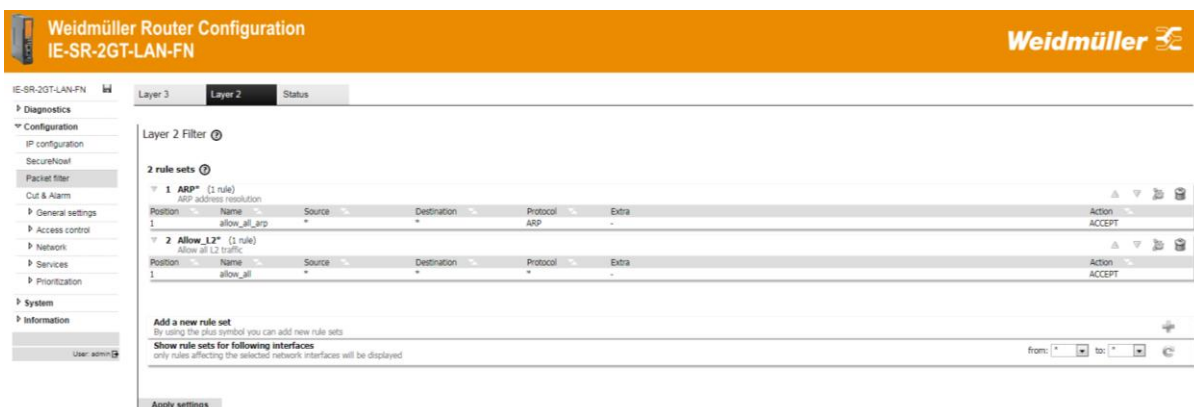 Weidmüller Router Configuration
IE-SR-2GT-LAN-FN
Weidmüller
IE-SR-2GT-LAN-FN
Diagnostics
Configuration
IP configuration
SecureNow!
Packet filter
Cut & Alarm
General settings
Access control
Network
Services
Prioritization
System
Information
User: admin
Layer 3 Layer 2 Status
Layer 2 Filter ?
2 rule sets ?
1 ARP* (1 rule)
ARP address resolution
Position Name Source Destination Protocol Extra Action
1 allow_all_arp * * ARP - ACCEPT
2 Allow_L2* (1 rule)
Allow all L2 traffic
Position Name Source Destination Protocol Extra Action
1 allow_all * * * - ACCEPT
Add a new rule set
By using the plus symbol you can add new rule sets
Show rule sets for following interfaces
only rules affecting the selected network interfaces will be displayed
from: * to: *
Apply settings